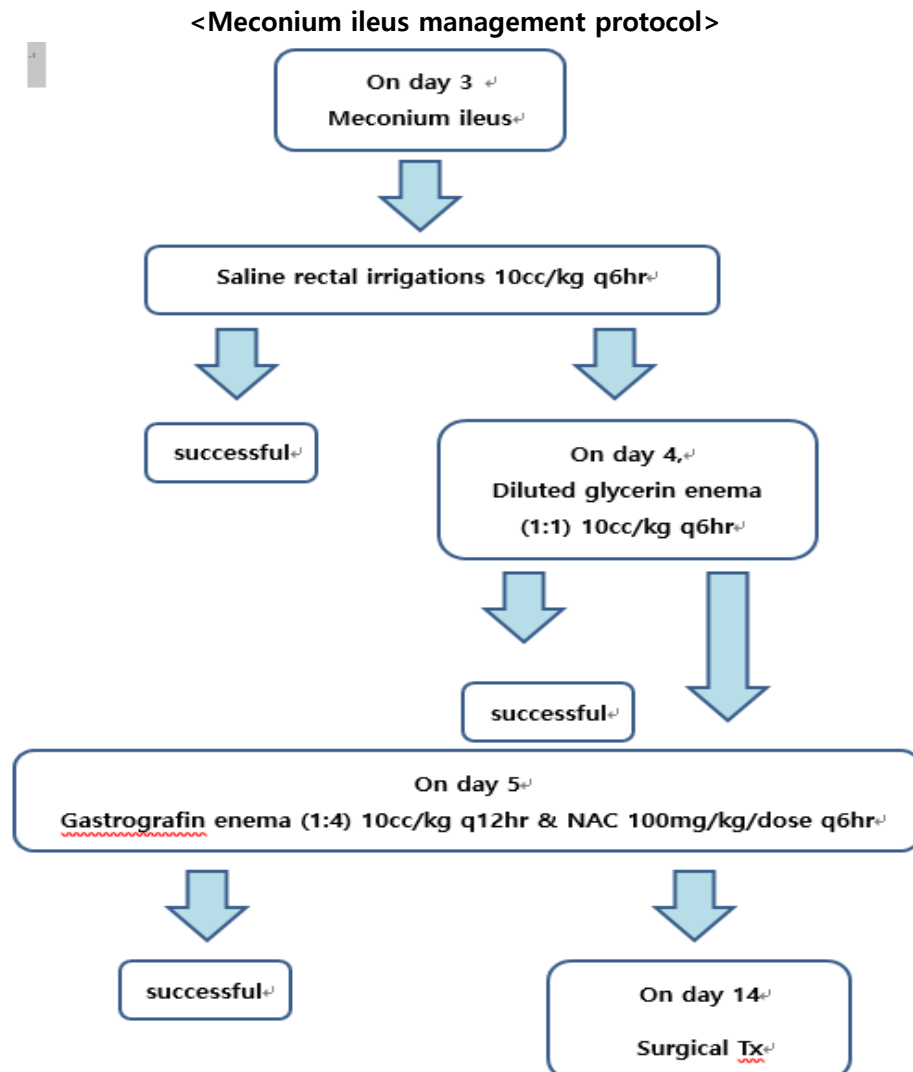 <Meconium ileus management protocol>
On day 3
Meconium ileus
Saline rectal irrigations 10cc/kg q6hr
successful
On day 4,
Diluted glycerin enema
(1:1) 10cc/kg q6hr
successful
On day 5
Gastrografin enema (1:4) 10cc/kg q12hr & NAC 100mg/kg/dose q6hr
successful
On day 14
Surgical Tx